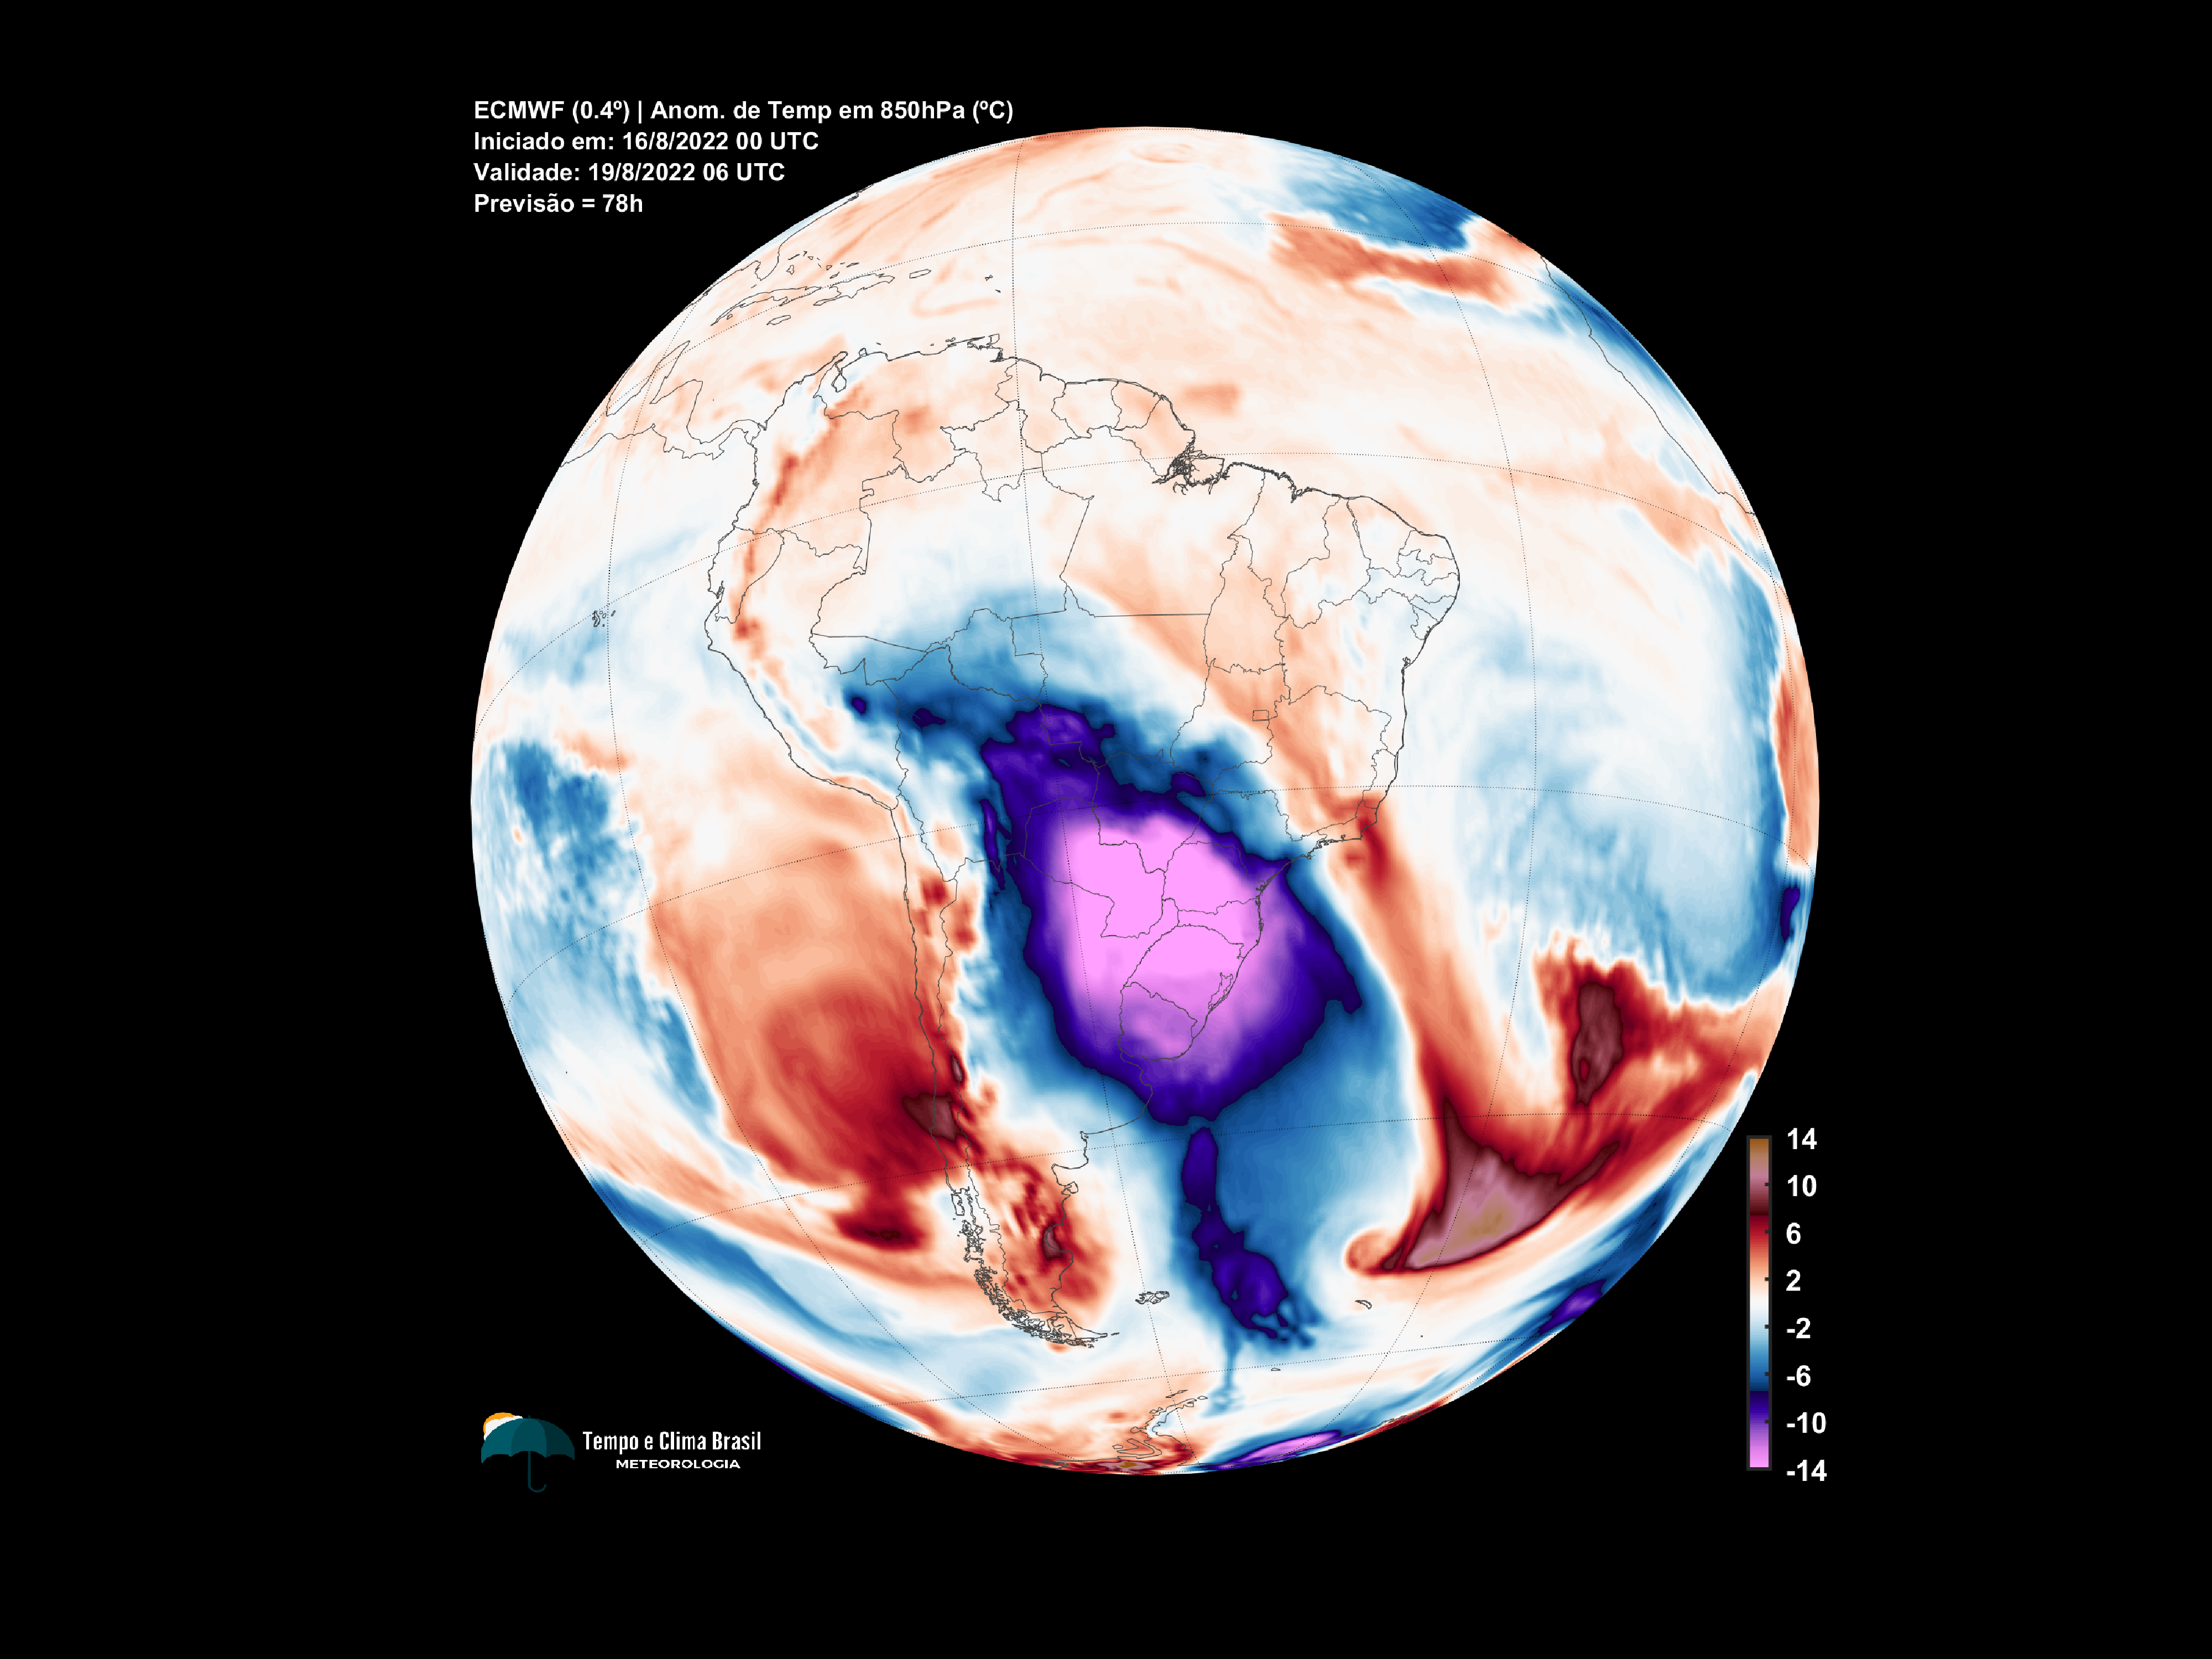 ECMWF (0.4º) | Anom. de Temp em 850hPa (ºC)
Iniciado em: 16/8/2022 00 UTC
Validade: 19/8/2022 06 UTC
Previsão = 78h
14
10
6
2
-2
-6
-10
-14
Tempo e Clima Brasil
METEOROLOGIA